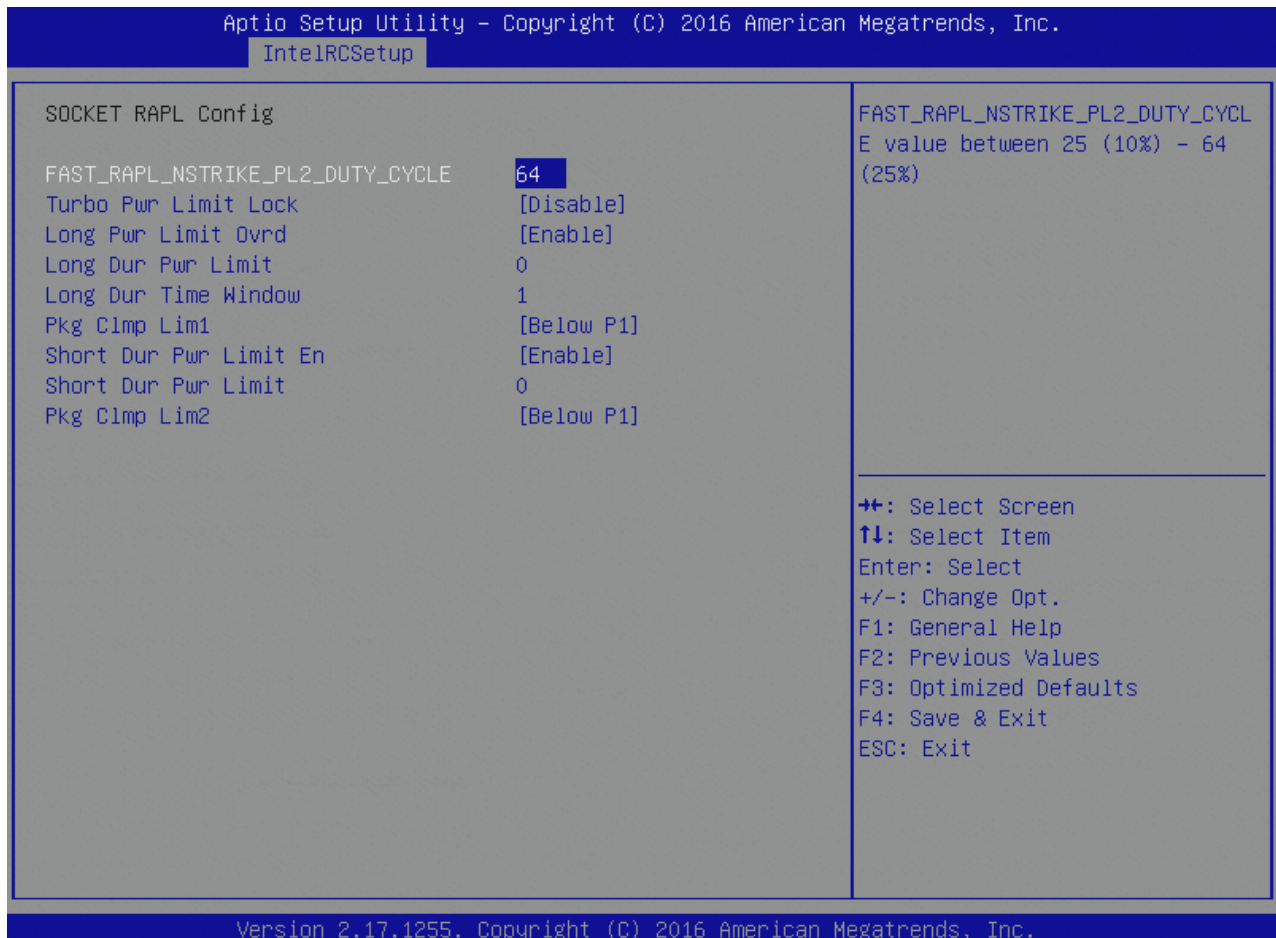 Aptio Setup Utility – Copyright (C) 2016 American Megatrends, Inc.
IntelRCSetup
SOCKET RAPL Config
FAST_RAPL_NSTRIKE_PL2_DUTY_CYCLE 64
Turbo Pwr Limit Lock [Disable]
Long Pwr Limit Ovrd [Enable]
Long Dur Pwr Limit 0
Long Dur Time Window 1
Pkg Clmp Lim1 [Below P1]
Short Dur Pwr Limit En [Enable]
Short Dur Pwr Limit 0
Pkg Clmp Lim2 [Below P1]
FAST_RAPL_NSTRIKE_PL2_DUTY_CYCL
E value between 25 (10%) – 64
(25%)
→←: Select Screen
↑↓: Select Item
Enter: Select
+/-: Change Opt.
F1: General Help
F2: Previous Values
F3: Optimized Defaults
F4: Save & Exit
ESC: Exit
Version 2.17.1255. Copyright (C) 2016 American Megatrends, Inc.